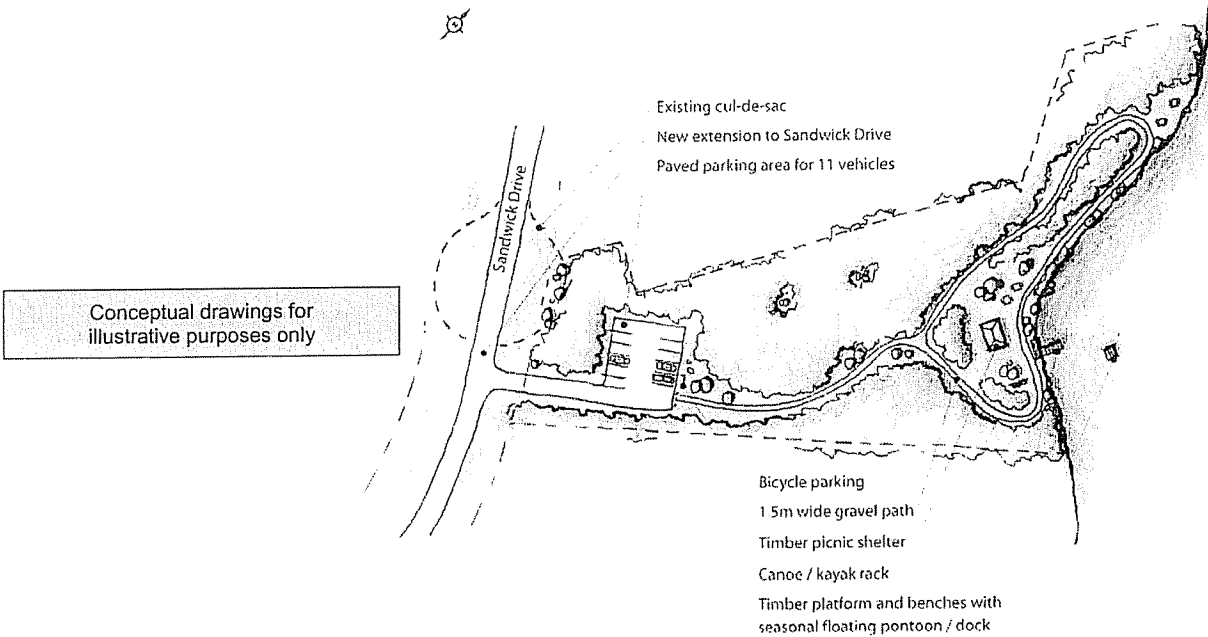 Existing cul-de-sac
New extension to Sandwick Drive
Paved parking area for 11 vehicles
Sandwick Drive
Conceptual drawings for
illustrative purposes only
Bicycle parking
1 5m wide gravel path
Timber picnic shelter
Canoe / kayak rack
Timber platform and benches with
seasonal floating pontoon / dock